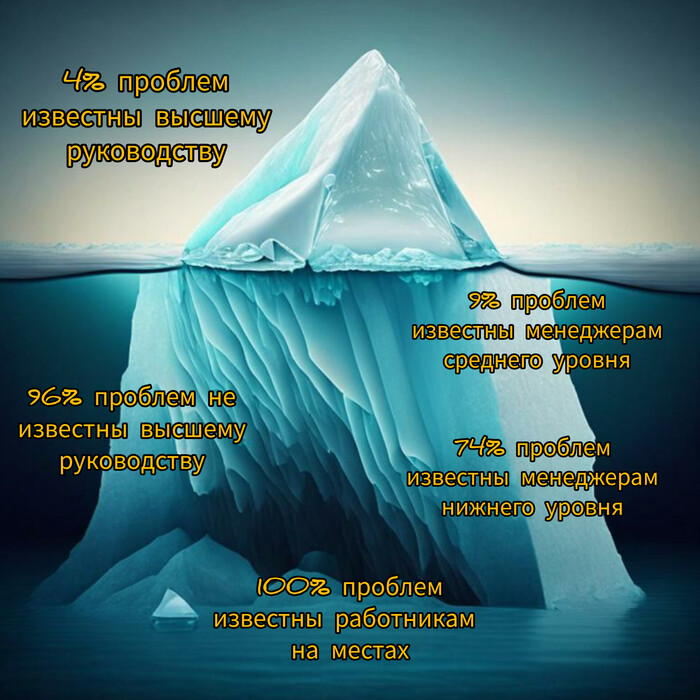 4% проблем
известны высшему
руководству
9% проблем
известны менеджерам
среднего уровня
96% проблем не
известны высшему
руководству
74% проблем
известны менеджерам
нижнего уровня
100% проблем
известны работникам
на местах